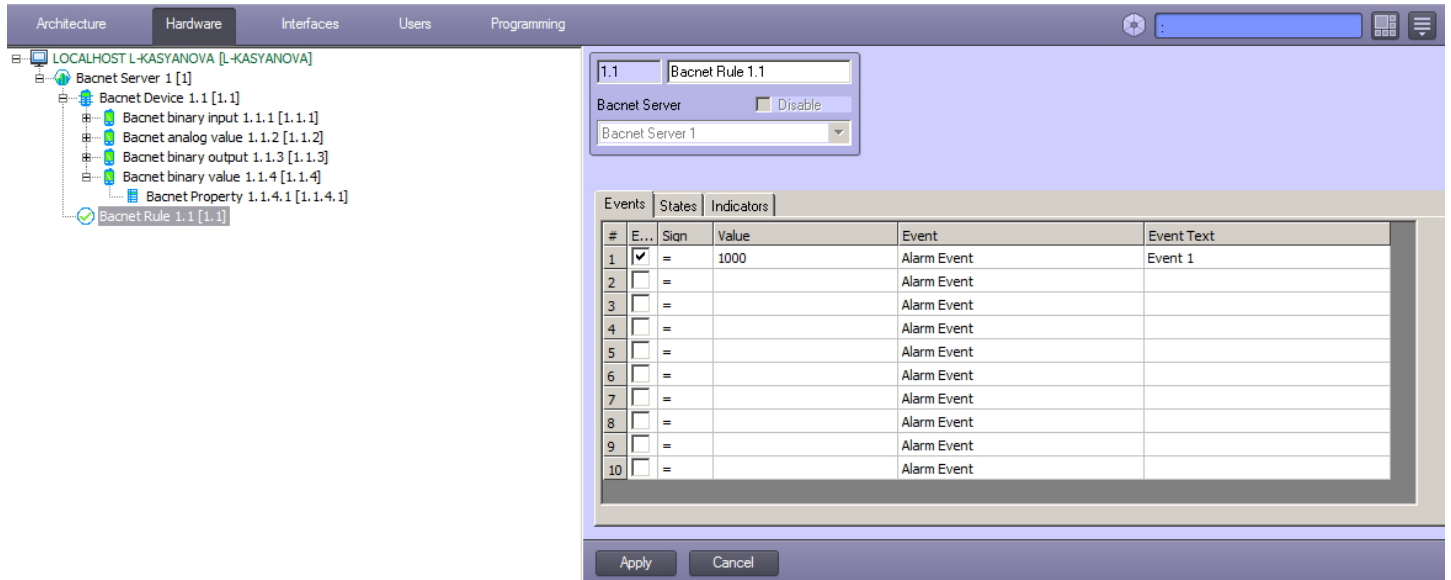 Architecture Hardware Interfaces Users Programming :
LOCALHOST L-KASYANOVA [L-KASYANOVA]
Bacnet Server 1 [1]
Bacnet Device 1.1 [1.1]
Bacnet binary input 1.1.1 [1.1.1]
Bacnet analog value 1.1.2 [1.1.2]
Bacnet binary output 1.1.3 [1.1.3]
Bacnet binary value 1.1.4 [1.1.4]
Bacnet Property 1.1.4.1 [1.1.4.1]
Bacnet Rule 1.1 [1.1]
1.1 Bacnet Rule 1.1
Bacnet Server Disable
Bacnet Server 1
Events States Indicators
# E... Sign Value Event Event Text
1 = 1000 Alarm Event Event 1
2 = Alarm Event
3 = Alarm Event
4 = Alarm Event
5 = Alarm Event
6 = Alarm Event
7 = Alarm Event
8 = Alarm Event
9 = Alarm Event
10 = Alarm Event
Apply Cancel